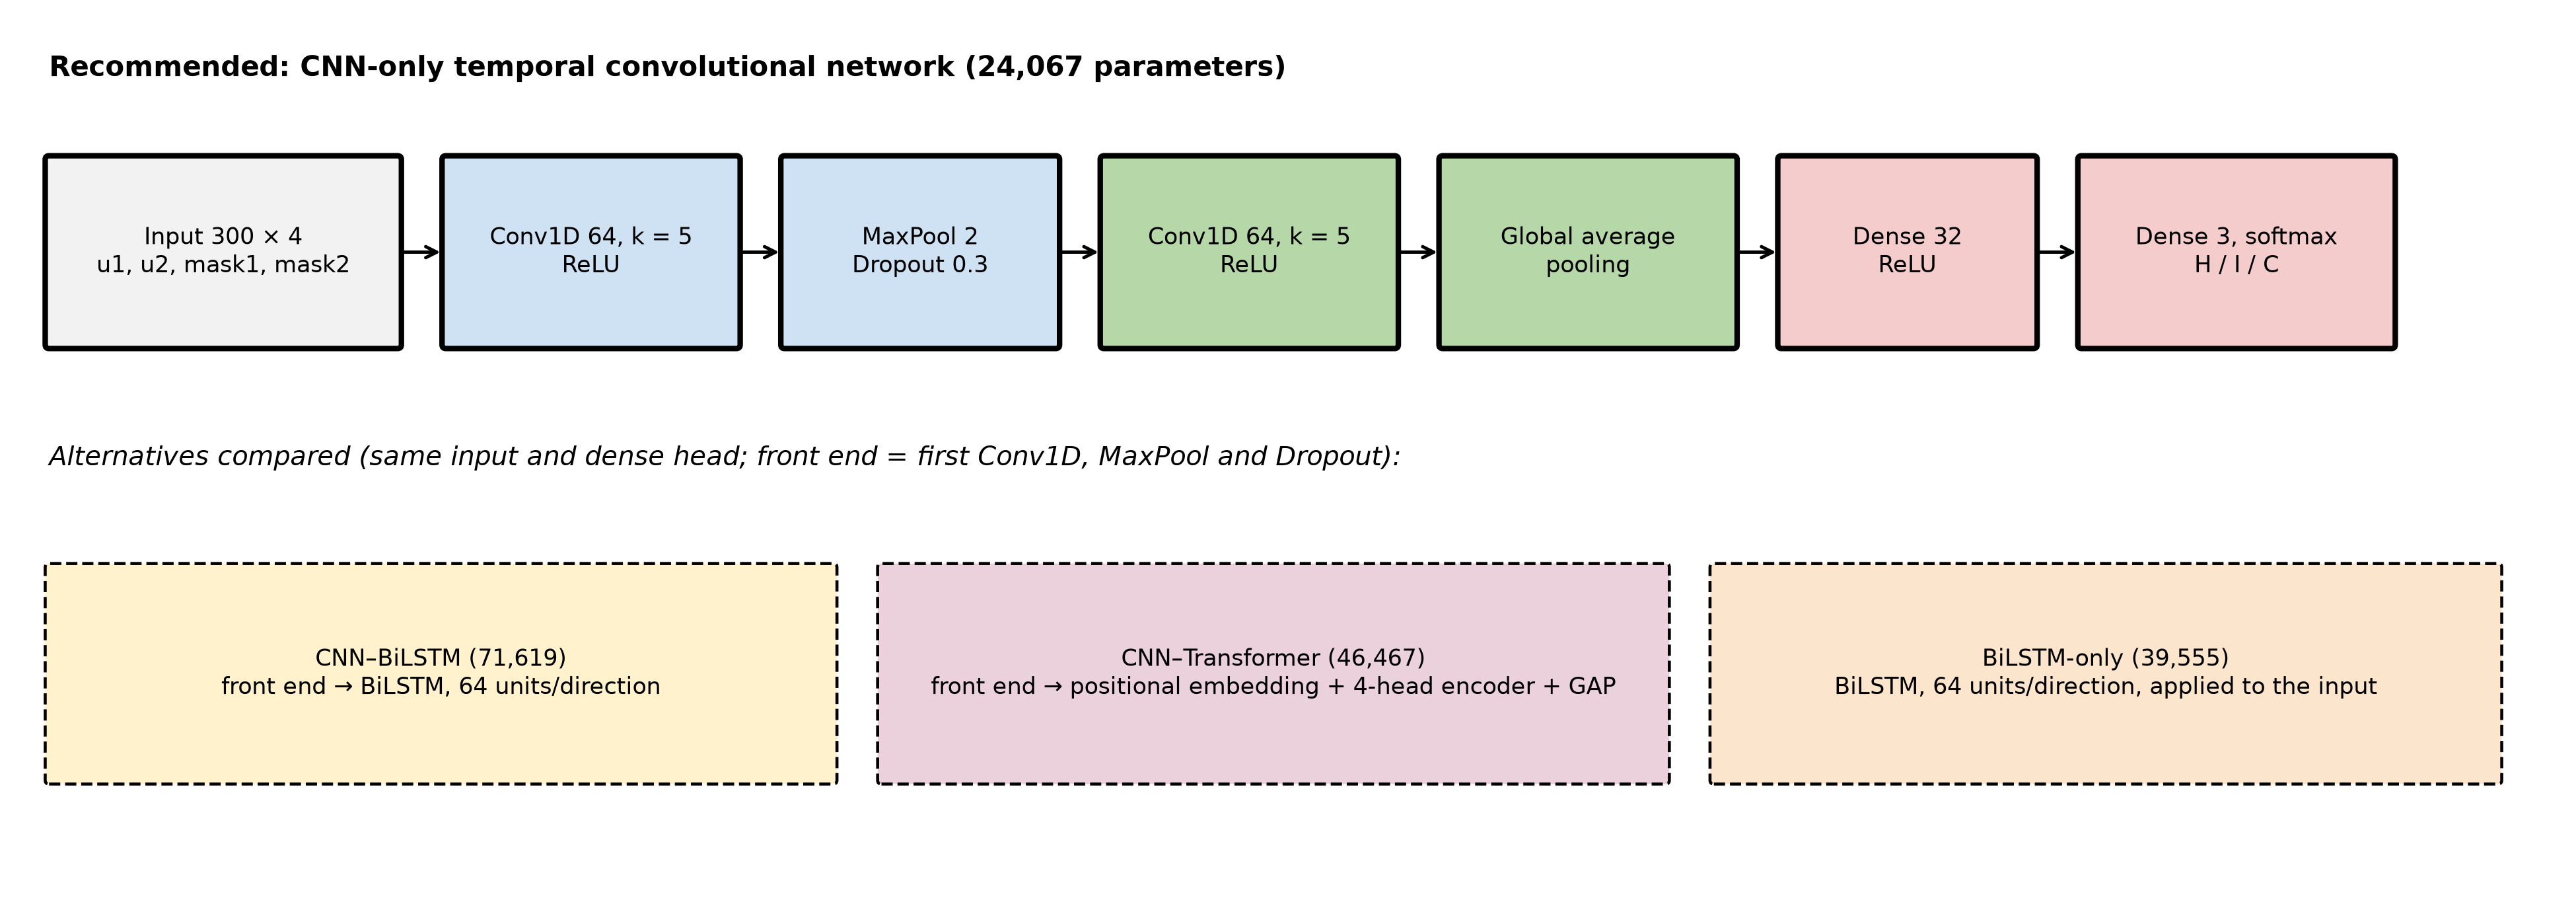 Recommended: CNN-only temporal convolutional network (24,067 parameters)
Input 300 × 4
u1, u2, mask1, mask2
Conv1D 64, k = 5
ReLU
MaxPool 2
Dropout 0.3
Conv1D 64, k = 5
ReLU
Global average
pooling
Dense 32
ReLU
Dense 3, softmax
H / I / C
Alternatives compared (same input and dense head; front end = first Conv1D, MaxPool and Dropout):
CNN–BiLSTM (71,619)
front end → BiLSTM, 64 units/direction
CNN–Transformer (46,467)
front end → positional embedding + 4-head encoder + GAP
BiLSTM-only (39,555)
BiLSTM, 64 units/direction, applied to the input